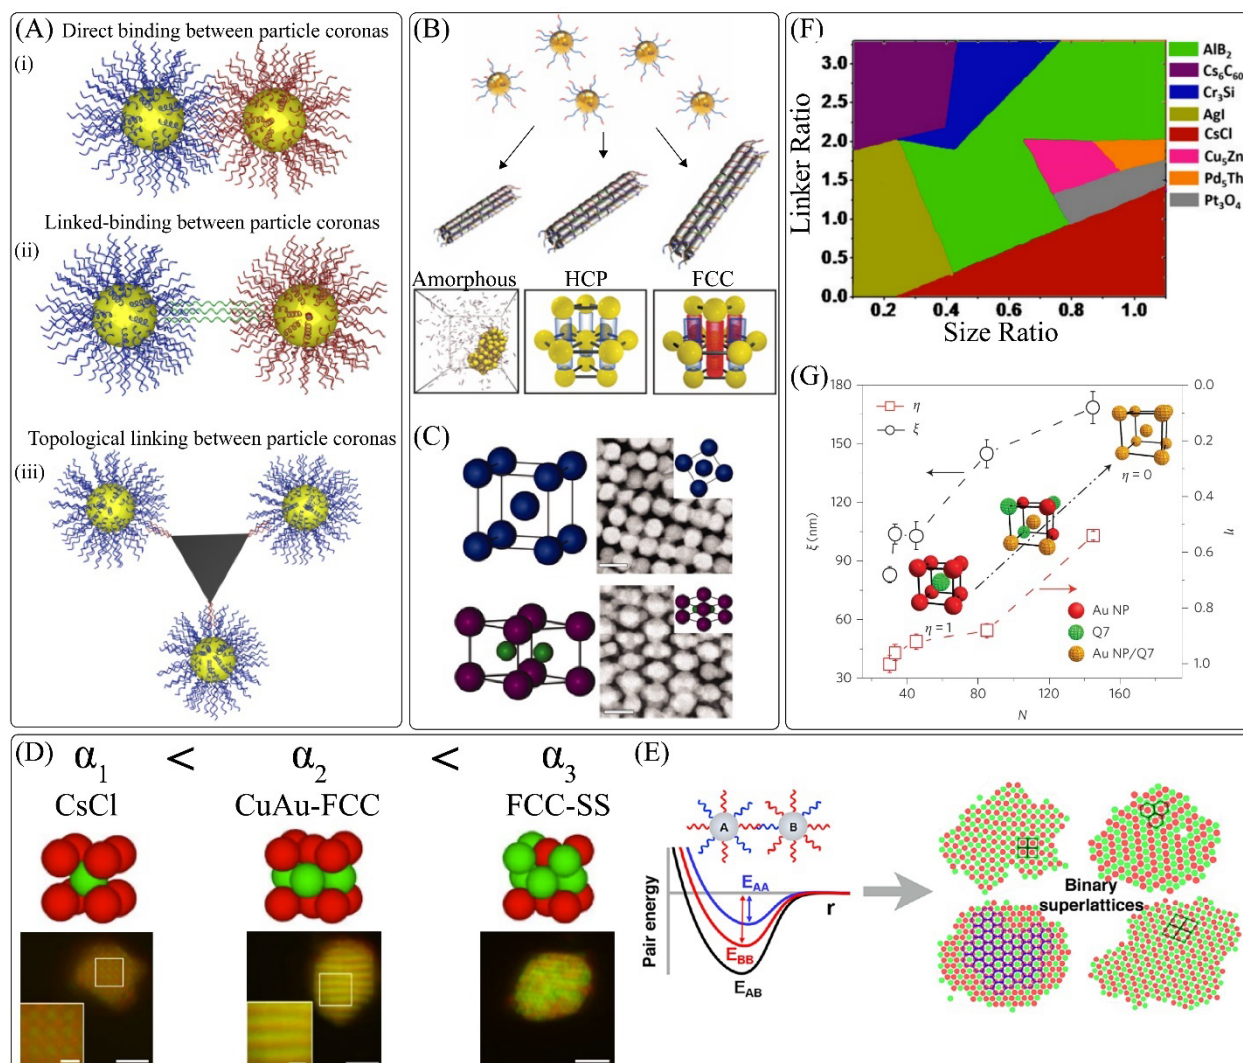 (A) Direct binding between particle coronas
(i)
Linked-binding between particle coronas
(ii)
Topological linking between particle coronas
(iii)
(B)
Amorphous
HCP
FCC
(C)
(F)
Linker Ratio
3.0
2.5
2.0
1.5
1.0
0.5
0.0
0.2 0.4 0.6 0.8 1.0
Size Ratio
AlB2
Cs6C60
Cr3Si
AgI
CsCl
Cu5Zn
Pd5Th
Pt3O4
(G)
180
150
130
90
60
30
ξ (nm)
η
ξ
0.0
0.2
0.4
0.6
0.8
1.0
η
η = 0
η = 1
Au NP
Q7
Au NP/Q7
40 80 120 160
N
(D) α1 < α2 < α3
CsCl CuAu-FCC FCC-SS
(E)
A B
Pair energy
EAA
r
EBB
EAB
Binary
superlattices